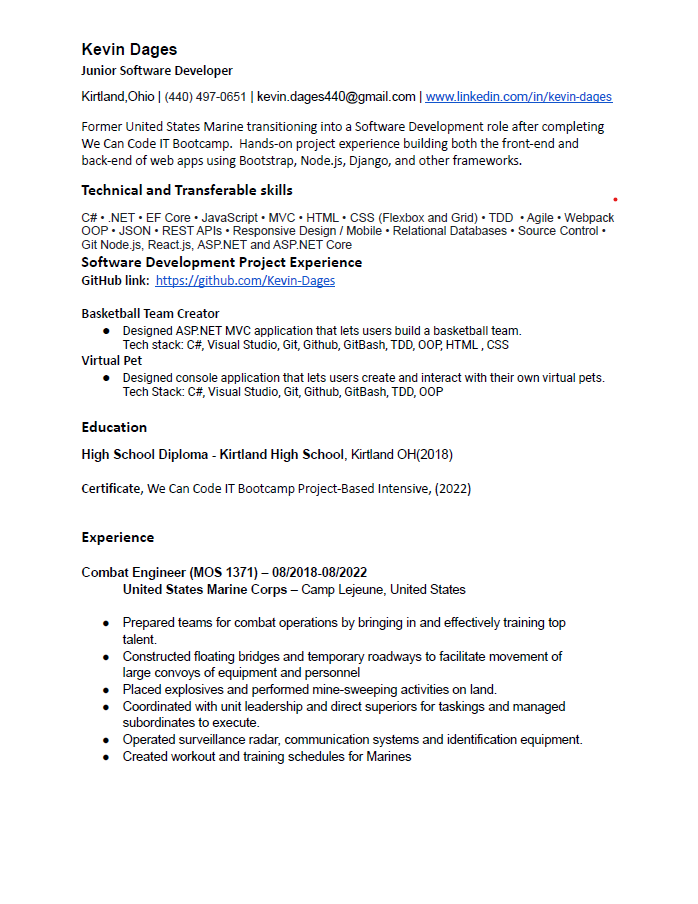 Kevin Dages
Junior Software Developer
Kirtland,Ohio | (440) 497-0651 | kevin.dages440@gmail.com | www.linkedin.com/in/kevin-dages
Former United States Marine transitioning into a Software Development role after completing
We Can Code IT Bootcamp.  Hands-on project experience building both the front-end and
back-end of web apps using Bootstrap, Node.js, Django, and other frameworks.
Technical and Transferable skills
C# • .NET • EF Core • JavaScript • MVC • HTML • CSS (Flexbox and Grid) • TDD  • Agile • Webpack
OOP • JSON • REST APIs • Responsive Design / Mobile • Relational Databases • Source Control •
Git Node.js, React.js, ASP.NET and ASP.NET Core
Software Development Project Experience
GitHub link:  https://github.com/Kevin-Dages
Basketball Team Creator
● Designed ASP.NET MVC application that lets users build a basketball team.
Tech stack: C#, Visual Studio, Git, Github, GitBash, TDD, OOP, HTML , CSS
Virtual Pet
● Designed console application that lets users create and interact with their own virtual pets.
Tech Stack: C#, Visual Studio, Git, Github, GitBash, TDD, OOP
Education
High School Diploma - Kirtland High School, Kirtland OH(2018)
Certificate, We Can Code IT Bootcamp Project-Based Intensive, (2022)
Experience
Combat Engineer (MOS 1371) – 08/2018-08/2022
United States Marine Corps – Camp Lejeune, United States
● Prepared teams for combat operations by bringing in and effectively training top
talent.
● Constructed floating bridges and temporary roadways to facilitate movement of
large convoys of equipment and personnel
● Placed explosives and performed mine-sweeping activities on land.
● Coordinated with unit leadership and direct superiors for taskings and managed
subordinates to execute.
● Operated surveillance radar, communication systems and identification equipment.
● Created workout and training schedules for Marines